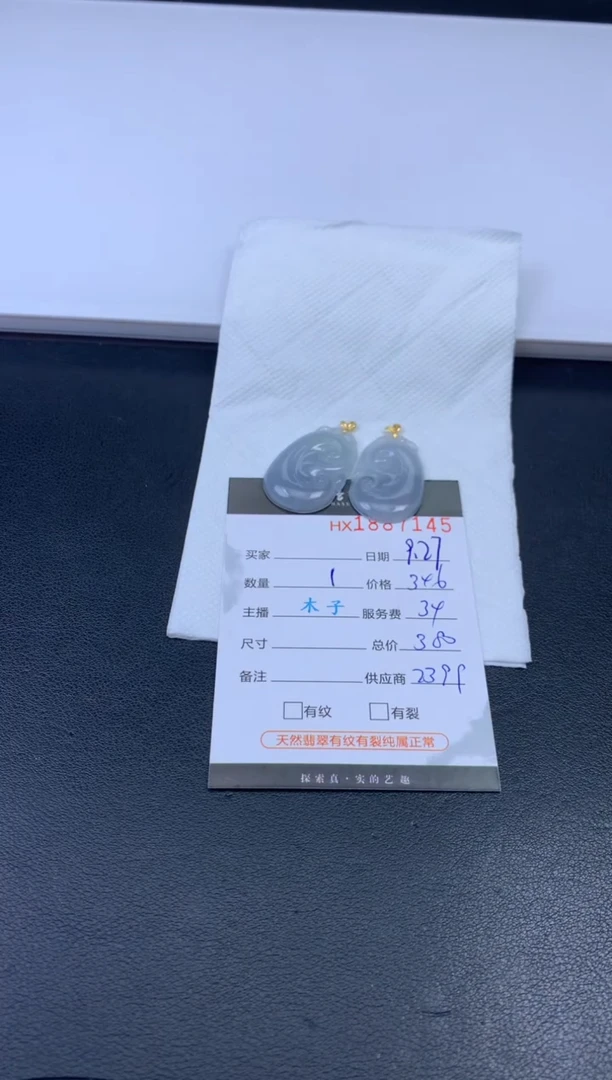 HX1887145
买家 日期 9.27
数量 1 价格 346
主播 木子 服务费 34
尺寸 总价 380
备注 供应商
有纹 有裂
天然翡翠有纹有裂纯属正常
探索真·实的艺趣